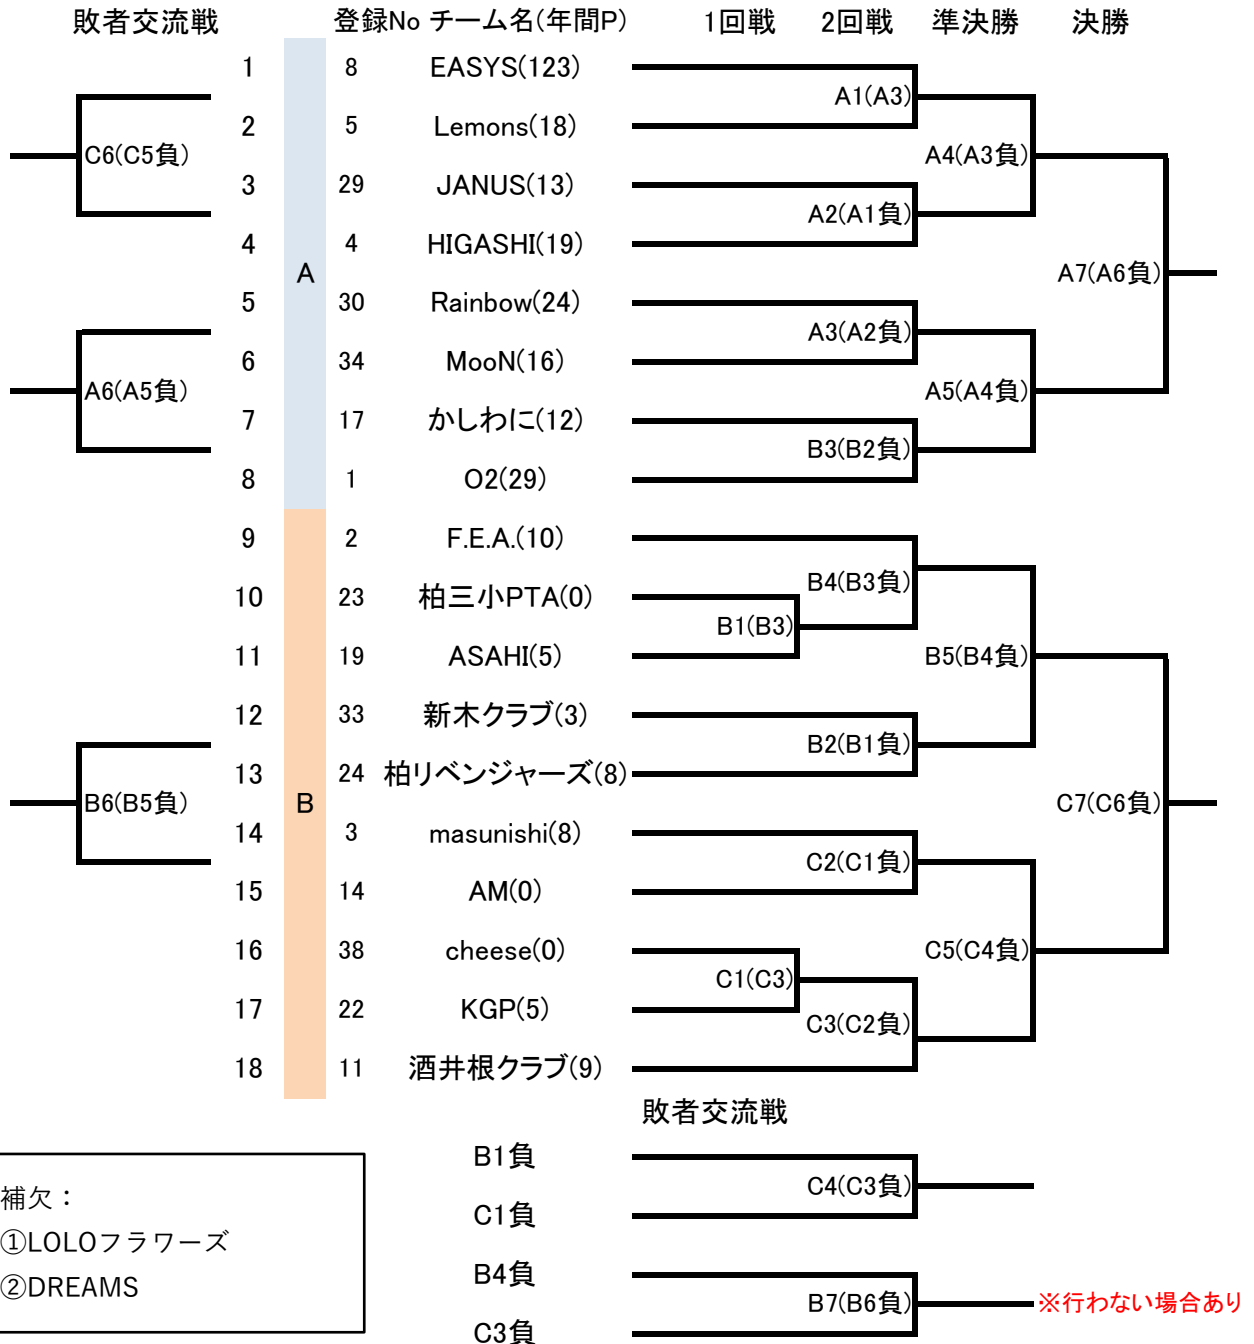 敗者交流戦 登録No チーム名(年間P) 1回戦 2回戦 準決勝 決勝
1 8 EASYS(123)
A1(A3)
2 5 Lemons(18)
C6(C5負) A4(A3負)
3 29 JANUS(13)
A2(A1負)
4 4 HIGASHI(19)
A A7(A6負)
5 30 Rainbow(24)
A3(A2負)
6 34 MooN(16)
A6(A5負) A5(A4負)
7 17 かしわに(12)
B3(B2負)
8 1 O2(29)
9 2 F.E.A.(10)
B4(B3負)
10 23 柏三小PTA(0)
B1(B3)
11 19 ASAHI(5) B5(B4負)
12 33 新木クラブ(3)
B2(B1負)
13 24 柏リベンジャーズ(8)
B6(B5負) B C7(C6負)
14 3 masunishi(8)
C2(C1負)
15 14 AM(0)
16 38 cheese(0) C5(C4負)
C1(C3)
17 22 KGP(5)
C3(C2負)
18 11 酒井根クラブ(9)
敗者交流戦
B1負
C4(C3負)
C1負
B4負
B7(B6負) ※行わない場合あり
C3負
補欠：
①LOLOフラワーズ
②DREAMS